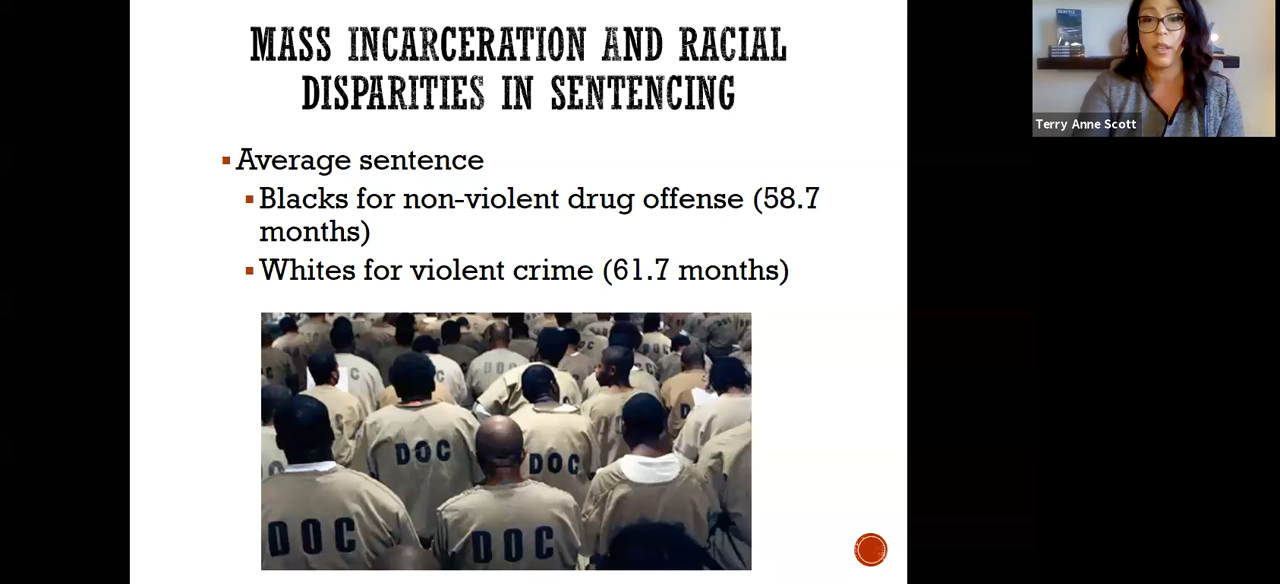 MASS INCARCERATION AND RACIAL
DISPARITIES IN SENTENCING
Average sentence
Blacks for non-violent drug offense (58.7
months)
Whites for violent crime (61.7 months)
DOC
DOC
DOC
DOC
Terry Anne Scott